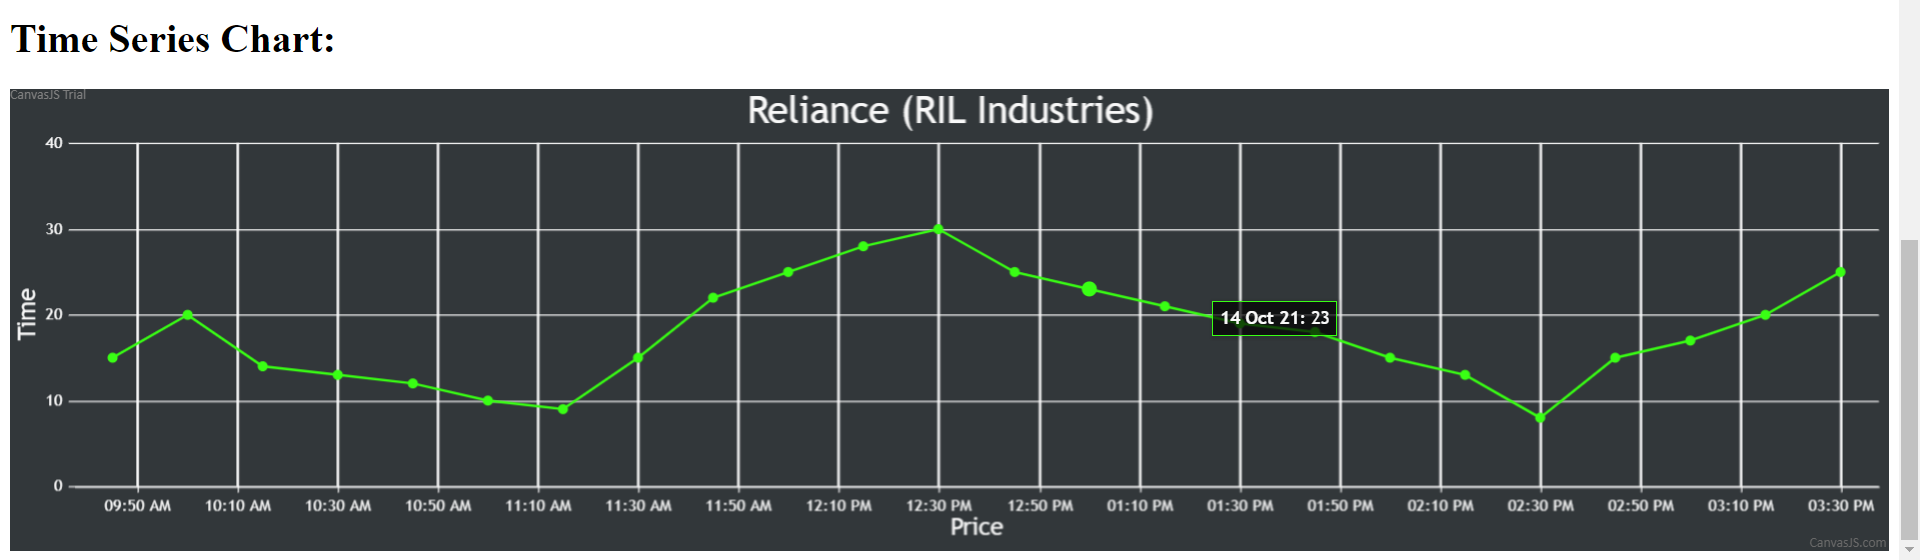 Time Series Chart:
CanvasJS Trial
Reliance (RIL Industries)
40
30
20
10
0
Time
14 Oct 21: 23
09:50 AM 10:10 AM 10:30 AM 10:50 AM 11:10 AM 11:30 AM 11:50 AM 12:10 PM 12:30 PM 12:50 PM 01:10 PM 01:30 PM 01:50 PM 02:10 PM 02:30 PM 02:50 PM 03:10 PM 03:30 PM
Price
CanvasJS.com